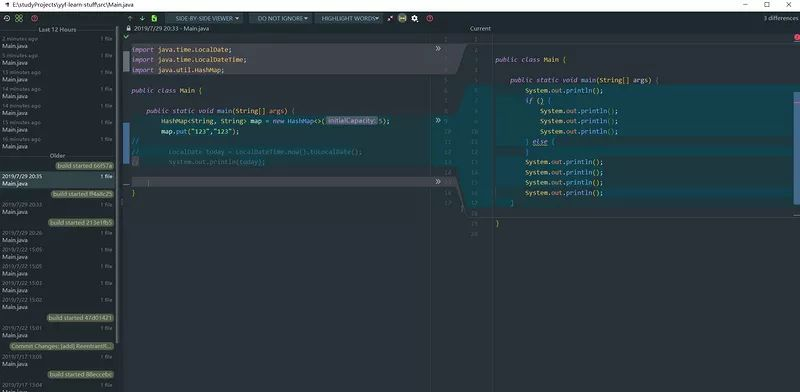 E:\studyProjects\yyf-learn-stuff\src\Main.java
SIDE-BY-SIDE VIEWER
DO NOT IGNORE
HIGHLIGHT WORDS
3 differences
Last 12 Hours
2 minutes ago 1 file
Main.java
5 minutes ago 1 file
Main.java
13 minutes ago 1 file
Main.java
14 minutes ago 1 file
Main.java
14 minutes ago 1 file
Main.java
15 minutes ago 1 file
Main.java
16 minutes ago 1 file
Main.java
Older
build started 66f57a
2019/7/29 20:35 1 file
Main.java
build started ff4a8c25
2019/7/29 20:33 1 file
Main.java
build started 213e1fb5
2019/7/29 20:26 1 file
Main.java
2019/7/22 15:05 1 file
Main.java
2019/7/22 15:05 1 file
Main.java
2019/7/22 15:03 1 file
Main.java
2019/7/22 15:02 1 file
Main.java
build started 47d01421
2019/7/22 15:01 1 file
Main.java
Commit Changes: [add] ReentrantR...
2019/7/17 13:05 1 file
Main.java
build started 88eccebc
2019/7/17 13:04 1 file
2019/7/29 20:33 - Main.java
import java.time.LocalDate;
import java.time.LocalDateTime;
import java.util.HashMap;
public class Main {
public static void main(String[] args) {
HashMap<String, String> map = new HashMap<>( initialCapacity: 5);
map.put("123","123");
//
// LocalDate today = LocalDateTime.now().toLocalDate();
// system.out.println(today);
}
Current
public class Main {
public static void main(String[] args) {
System.out.println();
if () {
System.out.println();
System.out.println();
System.out.println();
} else {
}
System.out.println();
System.out.println();
System.out.println();
System.out.println();
}
}